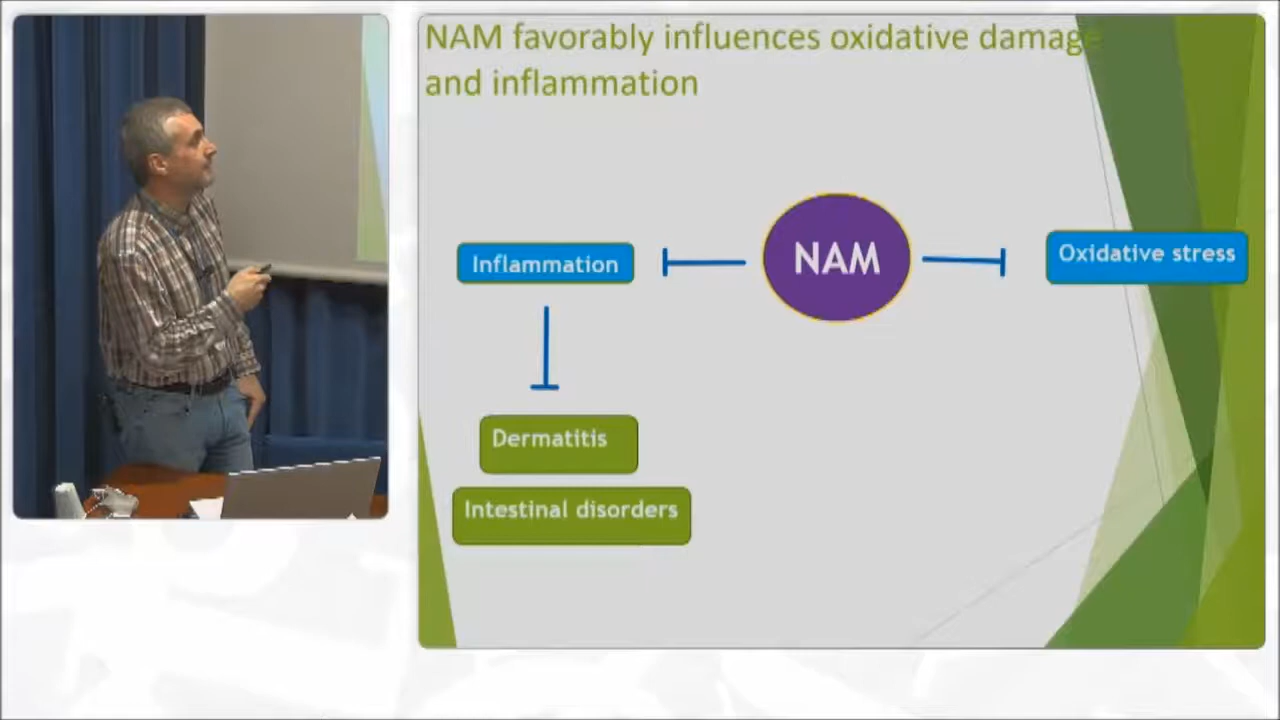 NAM favorably influences oxidative damage
and inflammation
Inflammation
NAM
Oxidative stress
Dermatitis
Intestinal disorders